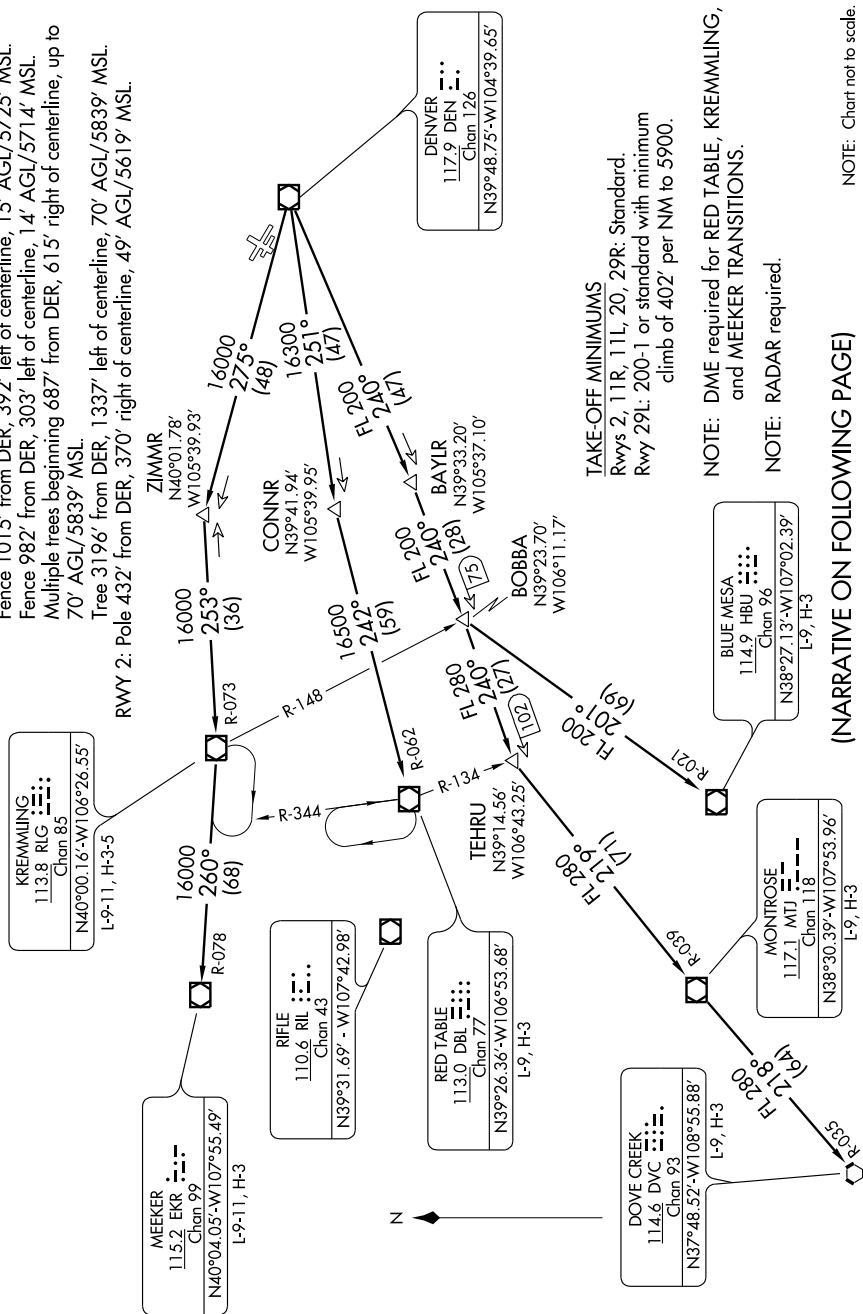 Fence 1015' from DER, 392' left of centerline, 15' AGL/5725' MSL.
Fence 982' from DER, 303' left of centerline, 14' AGL/5714' MSL.
Multiple trees beginning 687' from DER, 615' right of centerline, up to
70' AGL/5839' MSL.
Tree 3196' from DER, 1337' left of centerline, 70' AGL/5839' MSL.
RWY 2: Pole 432' from DER, 370' right of centerline, 49' AGL/5619' MSL.
KREMMLING
113.8 RLG
Chan 85
N40°00.16'-W106°26.55'
L-9-11, H-3-5
ZIMMR
N40°01.78'
W105°39.93'
16000
275°
(48)
16000
253°
(36)
R-073
16000
260°
(68)
R-078
MEEKER
115.2 EKR
Chan 99
N40°04.05'-W107°55.49'
L-9-11, H-3
DENVER
117.9 DEN
Chan 126
N39°48.75'-W104°39.65'
16300
251°
(47)
CONNR
N39°41.94'
W105°39.95'
16500
242°
(59)
R-062
R-148
R-344
R-134
FL 200
240°
(47)
BAYLR
N39°33.20'
W105°37.10'
FL 200
240°
(28)
75
BOBBA
N39°23.70'
W106°11.17'
FL 280
240°
(27)
102
TEHRU
N39°14.56'
W106°43.25'
RIFLE
110.6 RIL
Chan 43
N39°31.69' - W107°42.98'
RED TABLE
113.0 DBL
Chan 77
N39°26.36'-W106°53.68'
L-9, H-3
N
FL 200
201°
(69)
R-021
BLUE MESA
114.9 HBU
Chan 96
N38°27.13'-W107°02.39'
L-9, H-3
FL 280
219°
(71)
R-039
MONTROSE
117.1 MTJ
Chan 118
N38°30.39'-W107°53.96'
L-9, H-3
FL 280
218°
(64)
R-035
DOVE CREEK
114.6 DVC
Chan 93
N37°48.52'-W108°55.88'
L-9, H-3
TAKE-OFF MINIMUMS
Rwys 2, 11R, 11L, 20, 29R: Standard.
Rwy 29L: 200-1 or standard with minimum
climb of 402' per NM to 5900.
NOTE: DME required for RED TABLE, KREMMLING,
and MEEKER TRANSITIONS.
NOTE: RADAR required.
(NARRATIVE ON FOLLOWING PAGE)
NOTE: Chart not to scale.